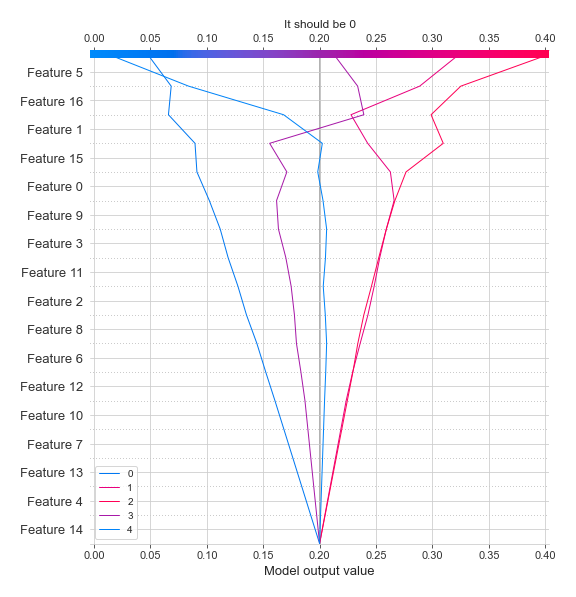 It should be 0
0.00 0.05 0.10 0.15 0.20 0.25 0.30 0.35 0.40
Feature 5
Feature 16
Feature 1
Feature 15
Feature 0
Feature 9
Feature 3
Feature 11
Feature 2
Feature 8
Feature 6
Feature 12
Feature 10
Feature 7
Feature 13
Feature 4
Feature 14
0
1
2
3
4
0.00 0.05 0.10 0.15 0.20 0.25 0.30 0.35 0.40
Model output value